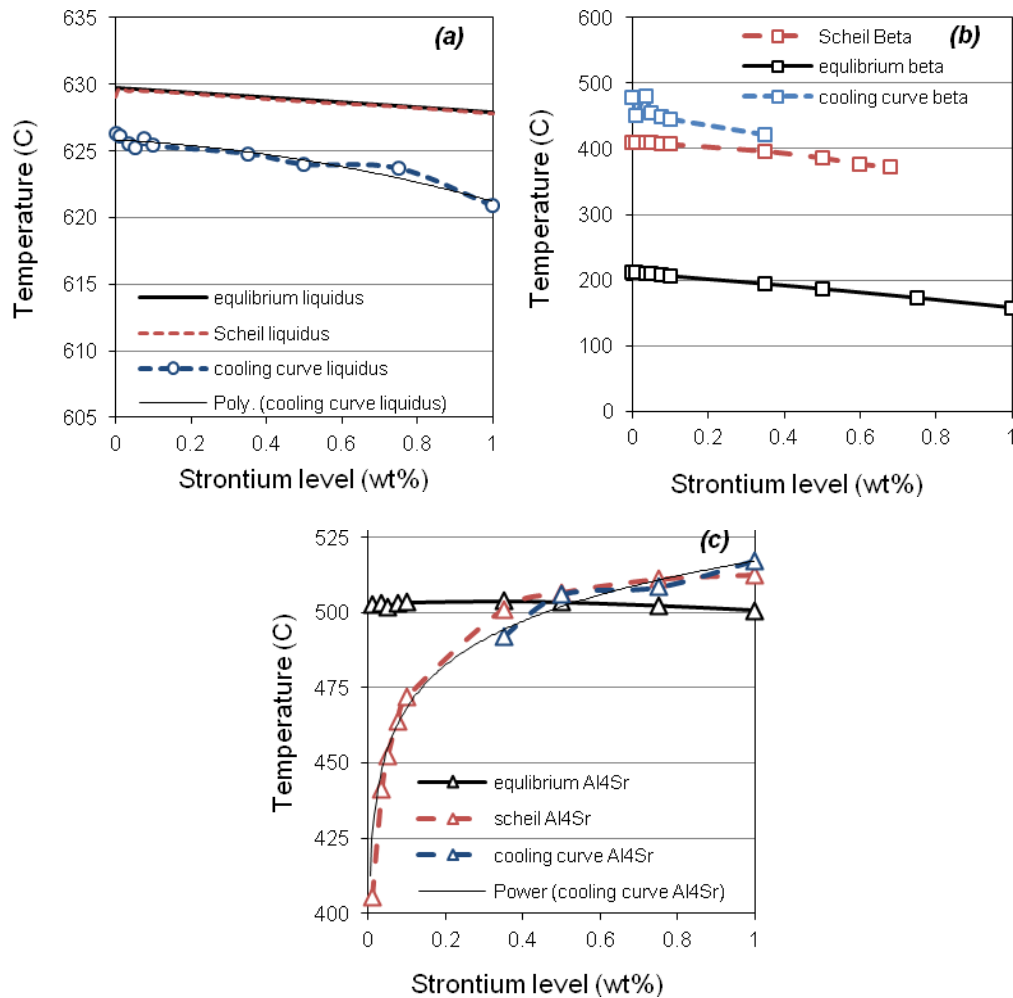 (a)
Temperature (C)
635
630
625
620
615
610
605
equlibrium liquidus
Scheil liquidus
cooling curve liquidus
Poly. (cooling curve liquidus)
0 0.2 0.4 0.6 0.8 1
Strontium level (wt%)
(b)
Temperature (C)
600
500
400
300
200
100
0
Scheil Beta
equlibrium beta
cooling curve beta
0 0.2 0.4 0.6 0.8 1
Strontium level (wt%)
(c)
Temperature (C)
525
500
475
450
425
400
equlibrium Al4Sr
scheil Al4Sr
cooling curve Al4Sr
Power (cooling curve Al4Sr)
0 0.2 0.4 0.6 0.8 1
Strontium level (wt%)